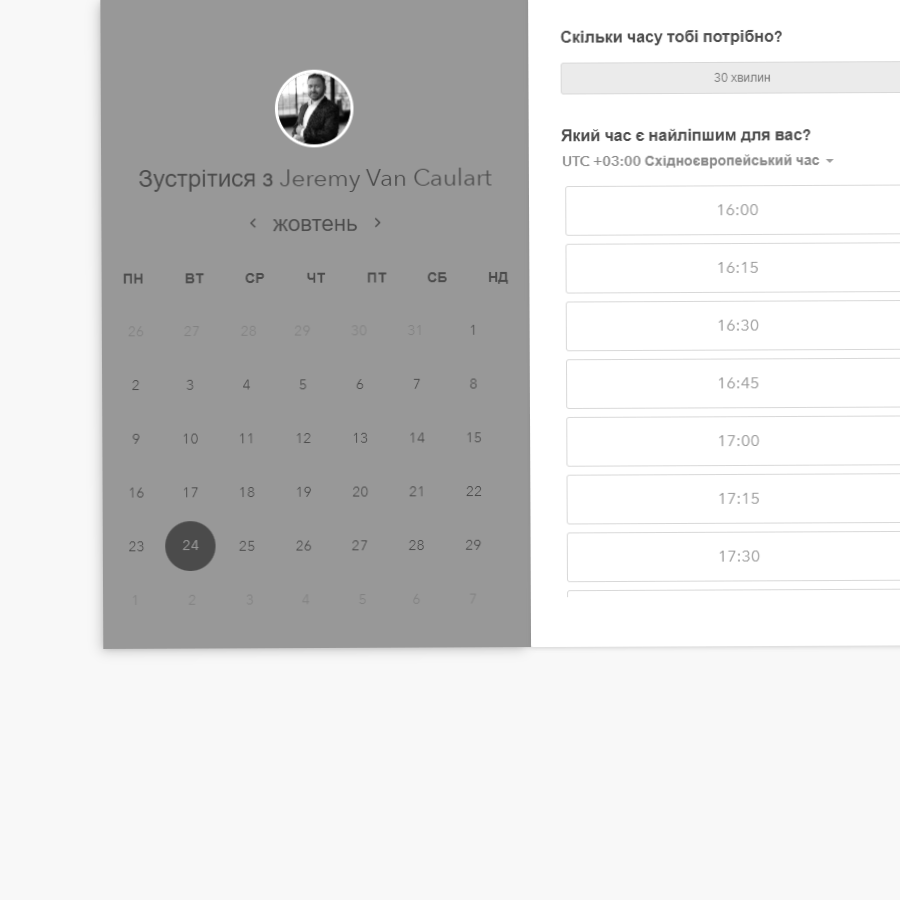 Зустрітися з Jeremy Van Caulart
жовтень
ПН ВТ СР ЧТ ПТ СБ НД
26 27 28 29 30 31 1
2 3 4 5 6 7 8
9 10 11 12 13 14 15
16 17 18 19 20 21 22
23 24 25 26 27 28 29
1 2 3 4 5 6 7
Скільки часу тобі потрібно?
30 хвилин
Який час є найліпшим для вас?
UTC +03:00 Східноєвропейський час
16:00
16:15
16:30
16:45
17:00
17:15
17:30